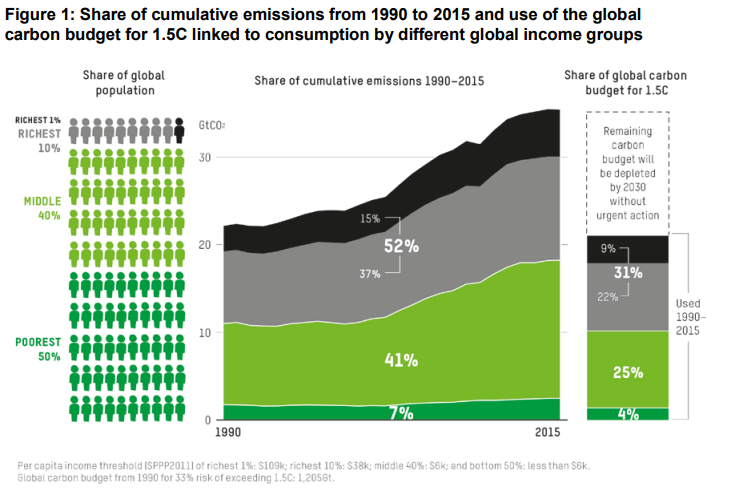 Figure 1: Share of cumulative emissions from 1990 to 2015 and use of the global
carbon budget for 1.5C linked to consumption by different global income groups
Share of global
population
Share of cumulative emissions 1990–2015
Share of global carbon
budget for 1.5C
RICHEST 1%
RICHEST
10%
MIDDLE
40%
POOREST
50%
GtCO2
30
20
10
0
15%
52%
37%
41%
7%
1990
2015
Remaining
carbon
budget will
be depleted
by 2030
without
urgent action
9%
31%
22%
25%
4%
Used
1990–
2015
Per capita income threshold ($PPP2011) of richest 1%: $109k; richest 10%: $38k; middle 40%: $6k; and bottom 50%: less than $6k.
Global carbon budget from 1990 for 33% risk of exceeding 1.5C: 1,205Gt.